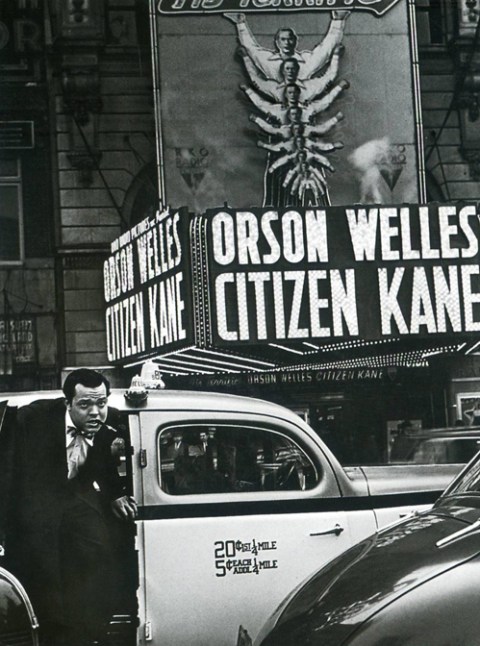 ORSON WELLES
CITIZEN KANE
ORSON WELLES
CITIZEN KANE
ORSON WELLES CITIZEN KANE
20¢ 1ST ¼ MILE
5¢ EACH ADDL ¼ MILE